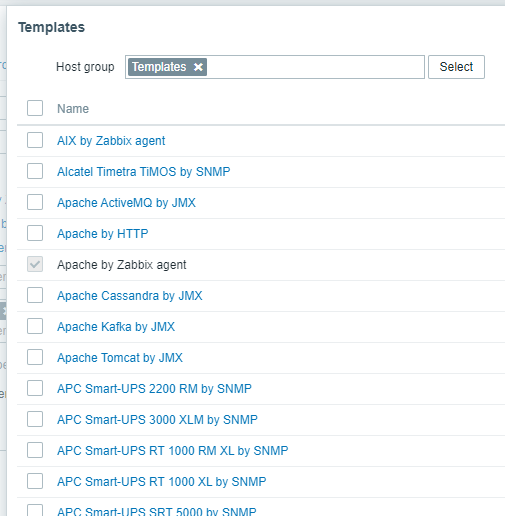 Templates
Host group Templates Select
Name
AIX by Zabbix agent
Alcatel Timetra TiMOS by SNMP
Apache ActiveMQ by JMX
Apache by HTTP
Apache by Zabbix agent
Apache Cassandra by JMX
Apache Kafka by JMX
Apache Tomcat by JMX
APC Smart-UPS 2200 RM by SNMP
APC Smart-UPS 3000 XLM by SNMP
APC Smart-UPS RT 1000 RM XL by SNMP
APC Smart-UPS RT 1000 XL by SNMP
APC Smart-UPS SRT 5000 by SNMP